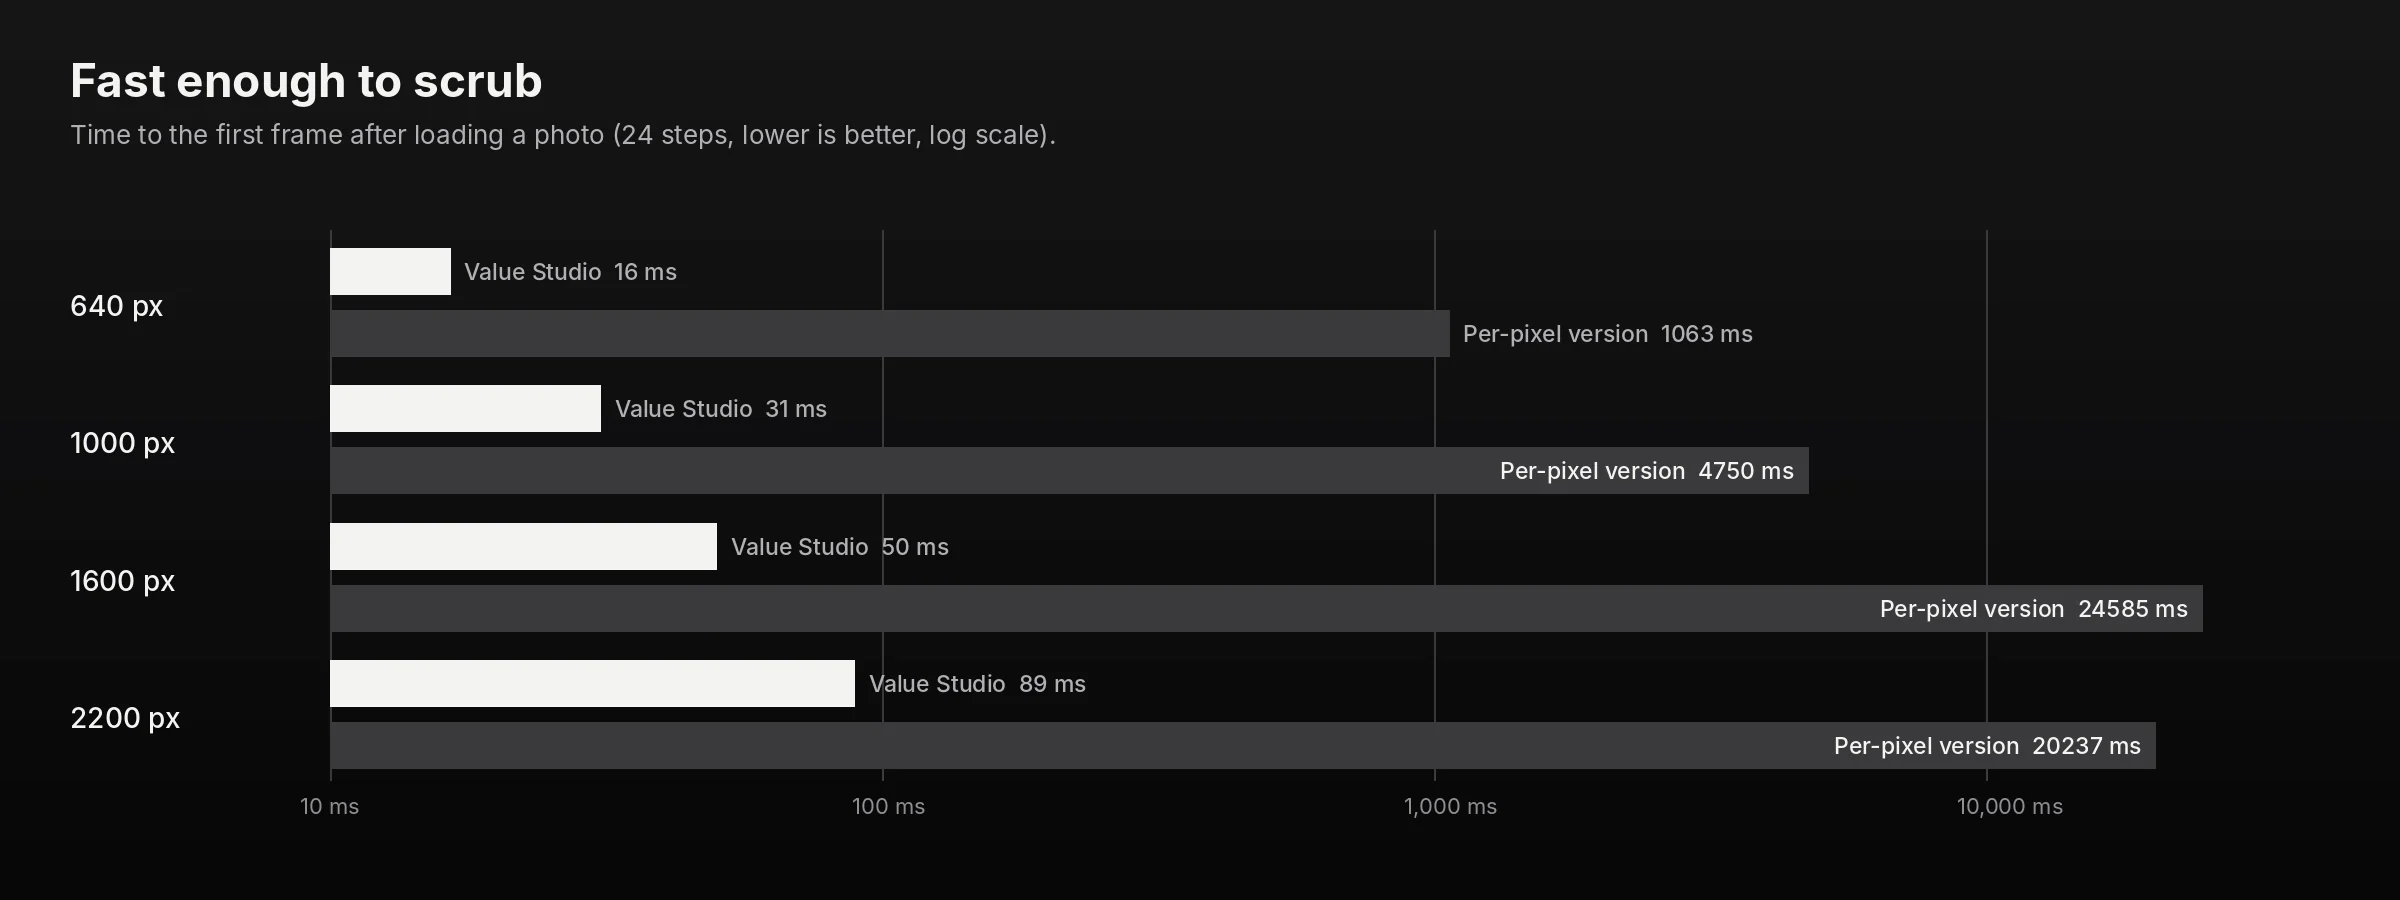 Fast enough to scrub
Time to the first frame after loading a photo (24 steps, lower is better, log scale).
640 px
Value Studio 16 ms
Per-pixel version 1063 ms
1000 px
Value Studio 31 ms
Per-pixel version 4750 ms
1600 px
Value Studio 50 ms
Per-pixel version 24585 ms
2200 px
Value Studio 89 ms
Per-pixel version 20237 ms
10 ms 100 ms 1,000 ms 10,000 ms